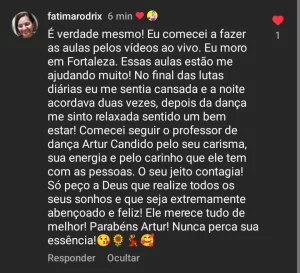 fatimarodrix 6 min ❤️
É verdade mesmo! Eu comecei a fazer
as aulas pelos vídeos ao vivo. Eu moro
em Fortaleza. Essas aulas estão me
ajudando muito! No final das lutas
diárias eu me sentia cansada e a noite
acordava duas vezes, depois da dança
me sinto relaxada sentido um bem
estar! Comecei seguir o professor de
dança Artur Candido pelo seu carisma,
sua energia e pelo carinho que ele tem
com as pessoas. O seu jeito contagia!
Só peço a Deus que realize todos os
seus sonhos e que seja extremamente
abençoado e feliz! Ele merece tudo de
melhor! Parabéns Artur! Nunca perca sua
essência!😘🌻💃🥰
1
Responder Ocultar